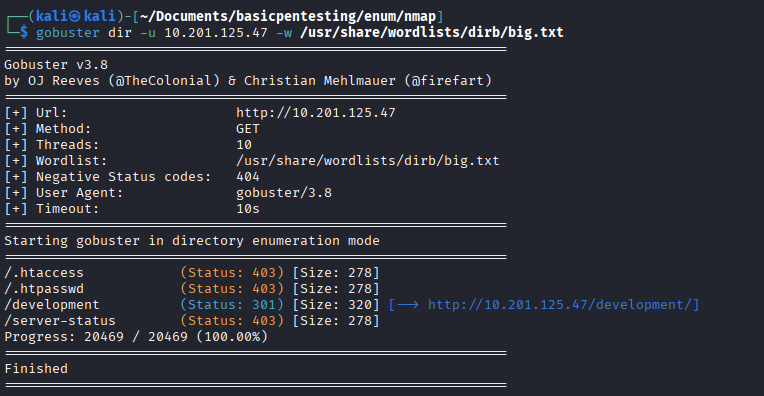 ┌──(kali㉿kali)-[~/Documents/basicpentesting/enum/nmap]
└─$ gobuster dir -u 10.201.125.47 -w /usr/share/wordlists/dirb/big.txt
===============================================================
Gobuster v3.8
by OJ Reeves (@TheColonial) & Christian Mehlmauer (@firefart)
===============================================================
[+] Url:                     http://10.201.125.47
[+] Method:                  GET
[+] Threads:                 10
[+] Wordlist:                /usr/share/wordlists/dirb/big.txt
[+] Negative Status codes:   404
[+] User Agent:              gobuster/3.8
[+] Timeout:                 10s
===============================================================
Starting gobuster in directory enumeration mode
===============================================================
/.htaccess            (Status: 403) [Size: 278]
/.htpasswd            (Status: 403) [Size: 278]
/development          (Status: 301) [Size: 320] [--> http://10.201.125.47/development/]
/server-status        (Status: 403) [Size: 278]
Progress: 20469 / 20469 (100.00%)
===============================================================
Finished
===============================================================